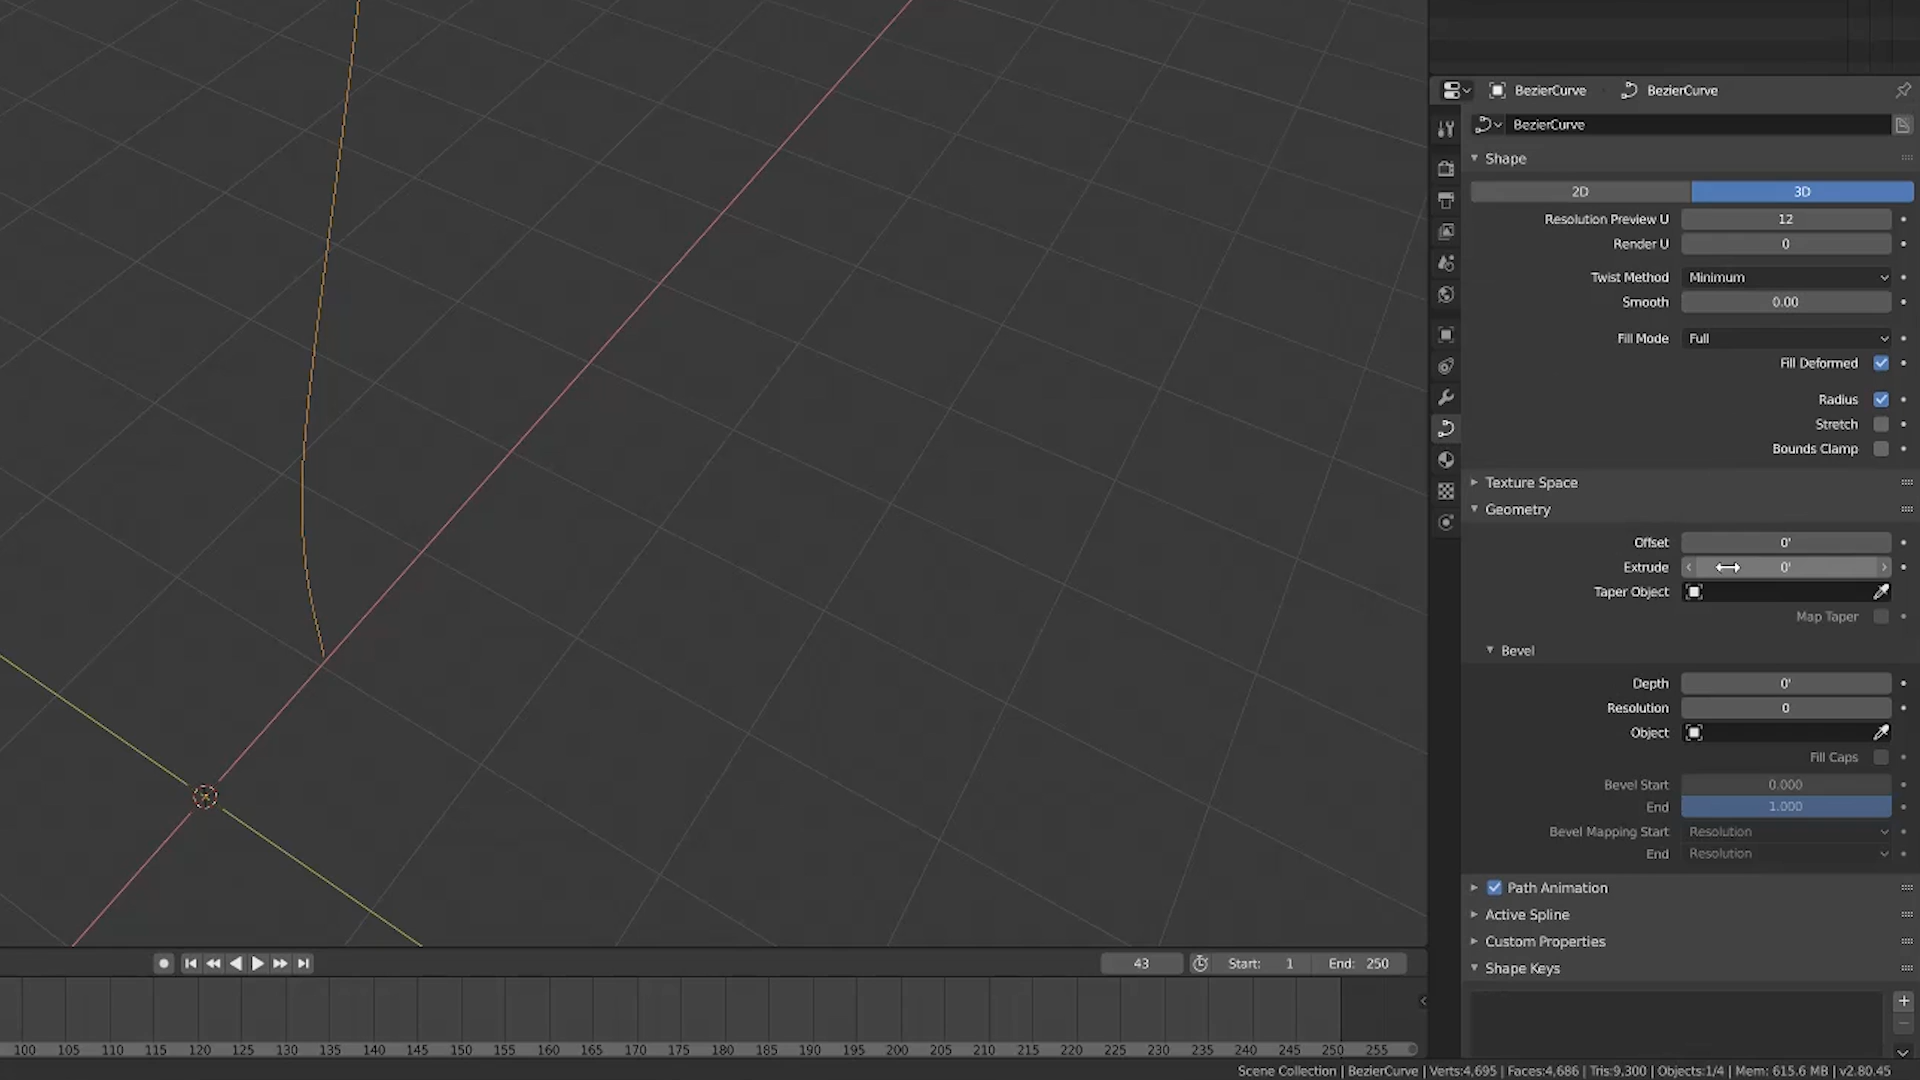 BezierCurve BezierCurve
BezierCurve
Shape
2D 3D
Resolution Preview U 12
Render U 0
Twist Method Minimum
Smooth 0.00
Fill Mode Full
Fill Deformed
Radius
Stretch
Bounds Clamp
Texture Space
Geometry
Offset 0'
Extrude 0'
Taper Object
Map Taper
Bevel
Depth 0'
Resolution 0
Object
Fill Caps
Bevel Start 0.000
End 1.000
Bevel Mapping Start Resolution
End Resolution
Path Animation
Active Spline
Custom Properties
Shape Keys
43 Start: 1 End: 250
100 105 110 115 120 125 130 135 140 145 150 155 160 165 170 175 180 185 190 195 200 205 210 215 220 225 230 235 240 245 250 255
Scene Collection | BezierCurve | Verts:4,695 | Faces:4,686 | Tris:9,300 | Objects:1/4 | Mem: 615.6 MB | v2.80.45